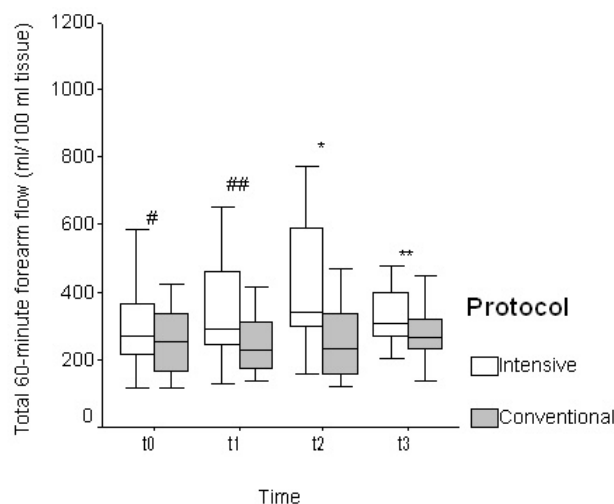 Total 60-minute forearm flow (ml/100 ml tissue)
1200
1000
800
600
400
200
0
#
##
*
**
t0
t1
t2
t3
Time
Protocol
Intensive
Conventional